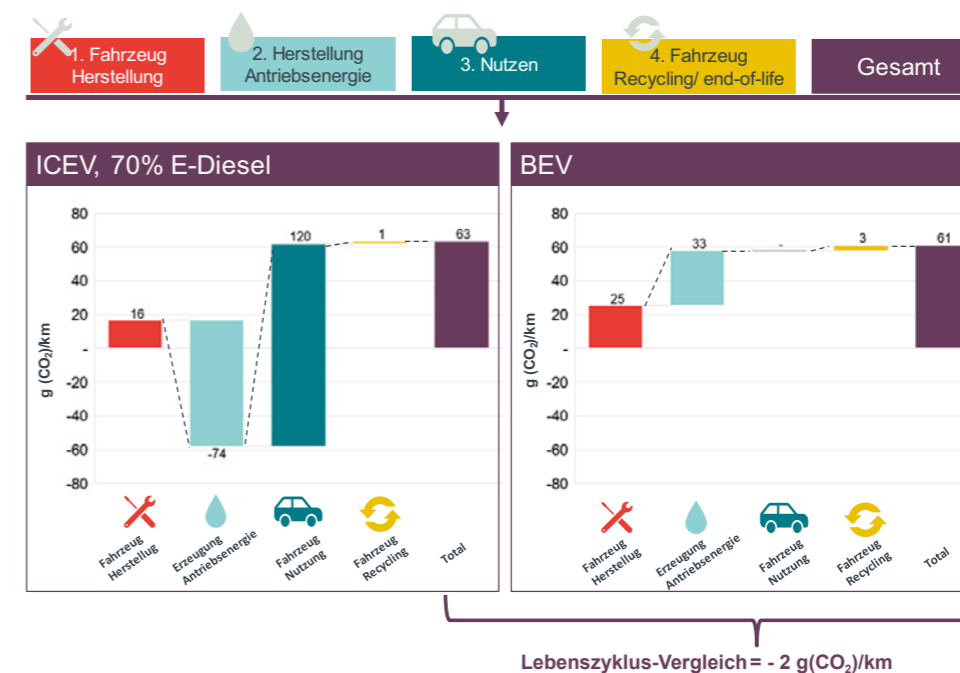 1. Fahrzeug
Herstellung
2. Herstellung
Antriebsenergie
3. Nutzen
4. Fahrzeug
Recycling/ end-of-life
Gesamt
ICEV, 70% E-Diesel
g (CO₂)/km
80
60
40
20
-
-20
-40
-60
-80
16
-74
120
1
63
Fahrzeug
Herstellug
Erzeugung
Antriebsenergie
Fahrzeug
Nutzung
Fahrzeug
Recycling
Total
BEV
g (CO₂)/km
80
60
40
20
-
-20
-40
-60
-80
25
33
-
3
61
Fahrzeug
Herstellug
Erzeugung
Antriebsenergie
Fahrzeug
Nutzung
Fahrzeug
Recycling
Total
Lebenszyklus-Vergleich = - 2 g(CO₂)/km